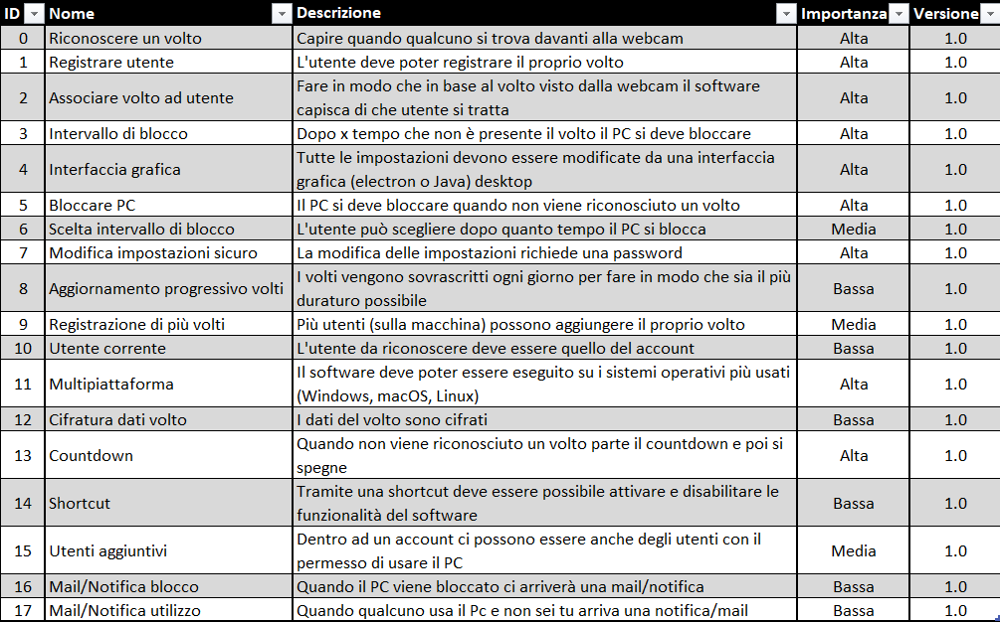 ID Nome Descrizione Importanza Versione
0 Riconoscere un volto Capire quando qualcuno si trova davanti alla webcam Alta 1.0
1 Registrare utente L'utente deve poter registrare il proprio volto Alta 1.0
2 Associare volto ad utente Fare in modo che in base al volto visto dalla webcam il software
capisca di che utente si tratta Alta 1.0
3 Intervallo di blocco Dopo x tempo che non è presente il volto il PC si deve bloccare Alta 1.0
4 Interfaccia grafica Tutte le impostazioni devono essere modificate da una interfaccia
grafica (electron o Java) desktop Alta 1.0
5 Bloccare PC Il PC si deve bloccare quando non viene riconosciuto un volto Alta 1.0
6 Scelta intervallo di blocco L'utente può scegliere dopo quanto tempo il PC si blocca Media 1.0
7 Modifica impostazioni sicuro La modifica delle impostazioni richiede una password Alta 1.0
8 Aggiornamento progressivo volti I volti vengono sovrascritti ogni giorno per fare in modo che sia il più
duraturo possibile Bassa 1.0
9 Registrazione di più volti Più utenti (sulla macchina) possono aggiungere il proprio volto Media 1.0
10 Utente corrente L'utente da riconoscere deve essere quello del account Bassa 1.0
11 Multipiattaforma Il software deve poter essere eseguito su i sistemi operativi più usati
(Windows, macOS, Linux) Alta 1.0
12 Cifratura dati volto I dati del volto sono cifrati Bassa 1.0
13 Countdown Quando non viene riconosciuto un volto parte il countdown e poi si
spegne Alta 1.0
14 Shortcut Tramite una shortcut deve essere possibile attivare e disabilitare le
funzionalità del software Bassa 1.0
15 Utenti aggiuntivi Dentro ad un account ci possono essere anche degli utenti con il
permesso di usare il PC Media 1.0
16 Mail/Notifica blocco Quando il PC viene bloccato ci arriverà una mail/notifica Bassa 1.0
17 Mail/Notifica utilizzo Quando qualcuno usa il Pc e non sei tu arriva una notifica/mail Bassa 1.0